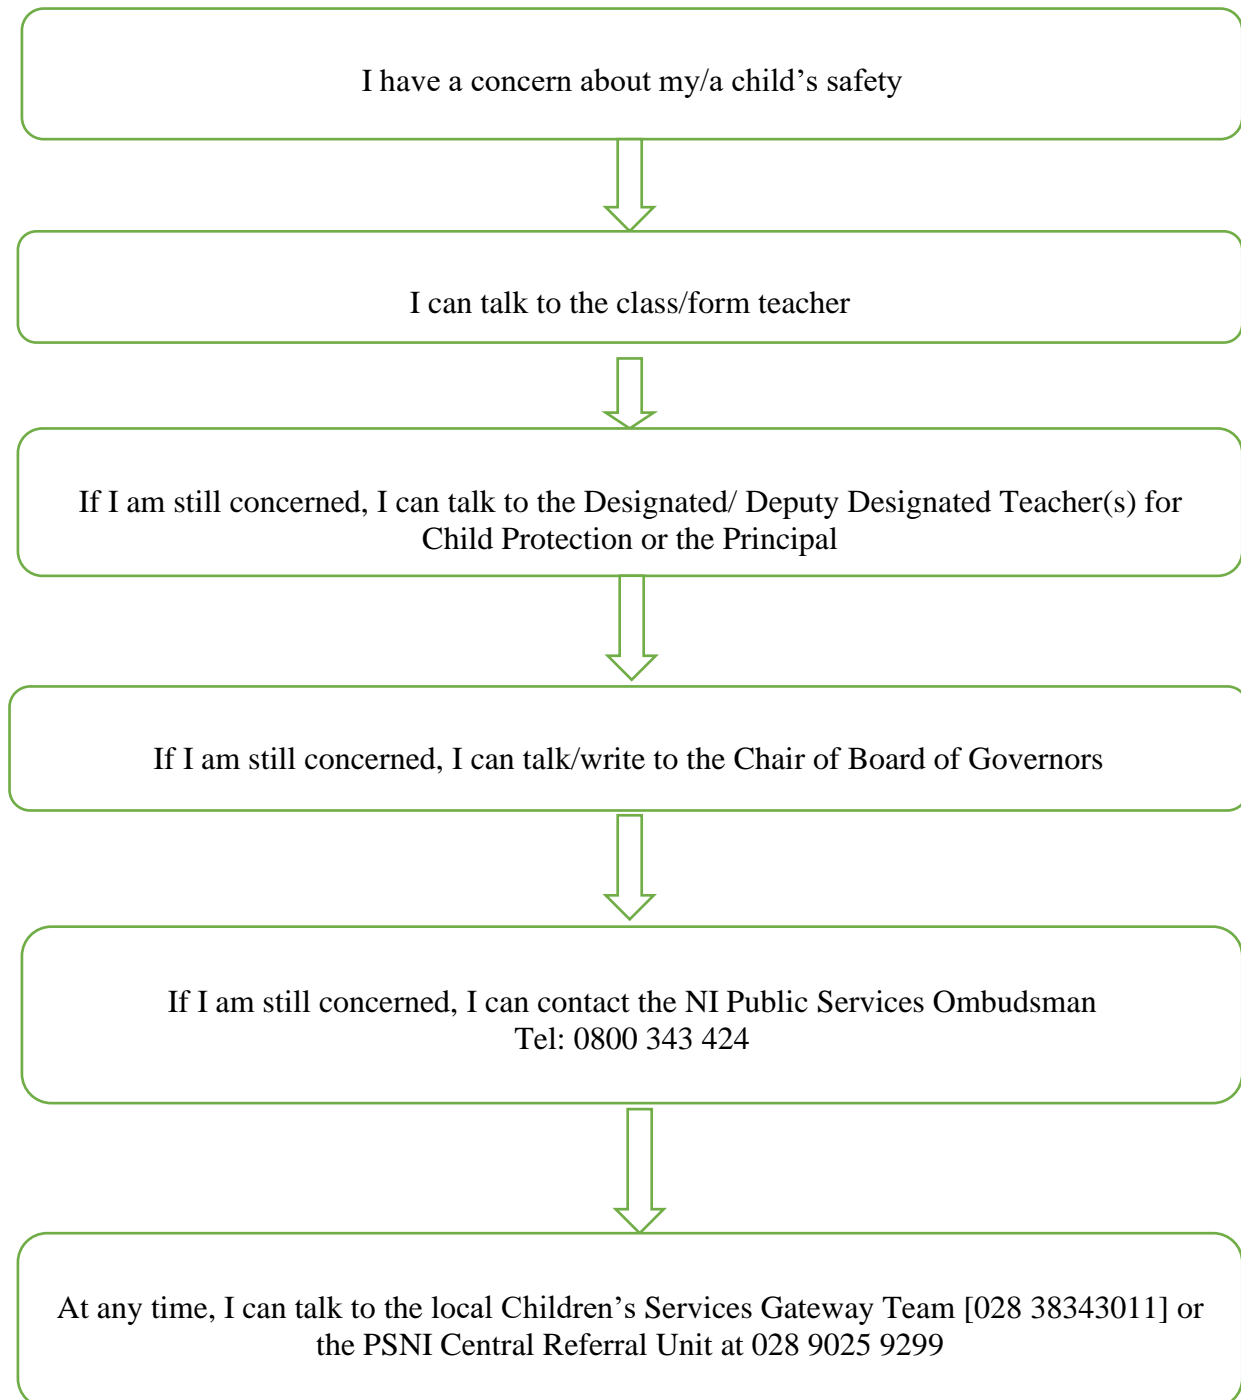 I have a concern about my/a child’s safety
I can talk to the class/form teacher
If I am still concerned, I can talk to the Designated/ Deputy Designated Teacher(s) for
Child Protection or the Principal
If I am still concerned, I can talk/write to the Chair of Board of Governors
If I am still concerned, I can contact the NI Public Services Ombudsman
Tel: 0800 343 424
At any time, I can talk to the local Children’s Services Gateway Team [028 38343011] or
the PSNI Central Referral Unit at 028 9025 9299